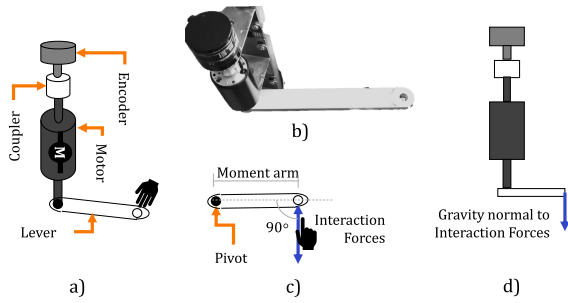 Coupler
Encoder
M
Motor
Lever
a)
b)
Moment arm
90°
Interaction
Forces
Pivot
c)
Gravity normal to
Interaction Forces
d)